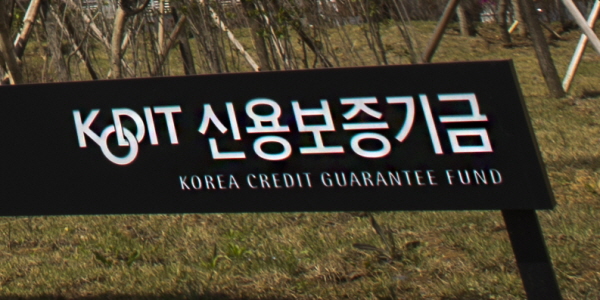 KODIT 신용보증기금
KOREA CREDIT GUARANTEE FUND